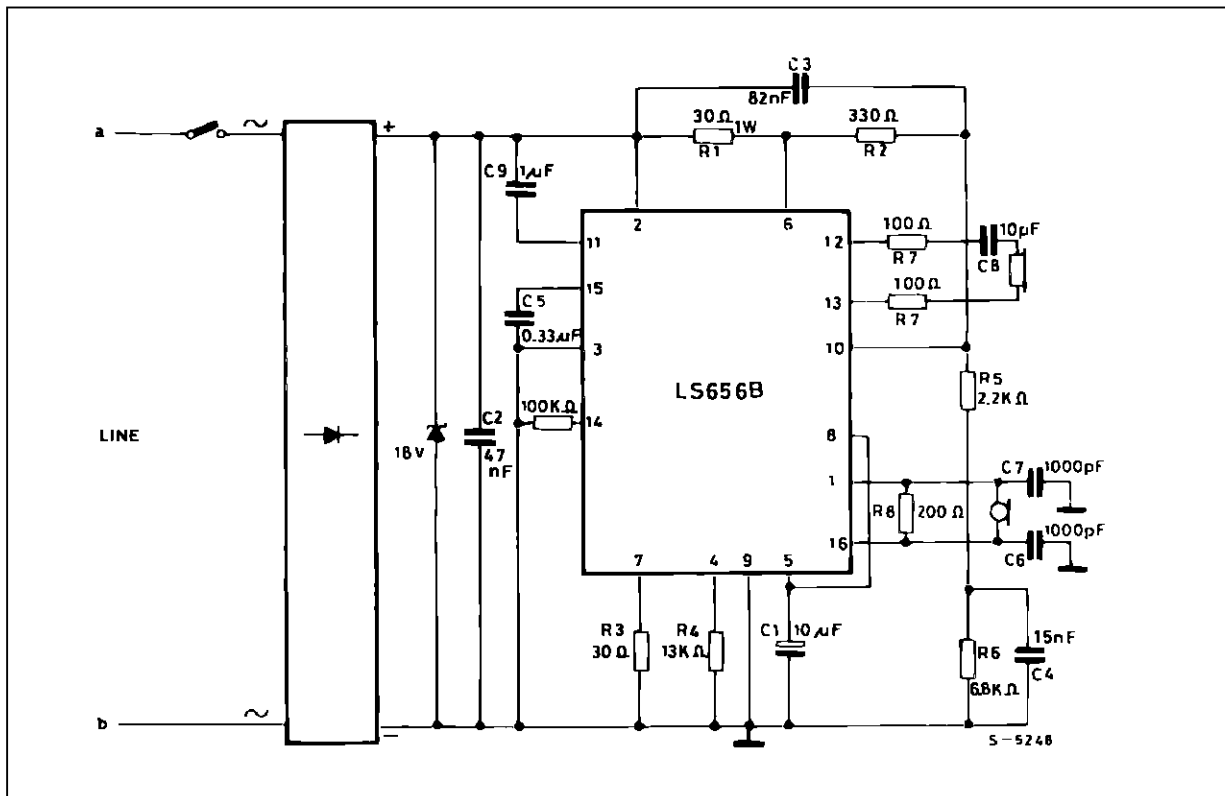 C3
82nF
30Ω
1W
R1
330Ω
R2
a
~
+
C9
1µF
2
6
11
12
100Ω
R7
10µF
C8
15
C5
0.33µF
13
100Ω
R7
3
10
LS656B
R5
2.2KΩ
100KΩ
14
C2
47
nF
LINE
18V
8
1
C7
1000pF
R8
200Ω
16
1000pF
C6
7
4
9
5
R3
30Ω
R4
13KΩ
C1
10µF
15nF
R6
C4
6.8KΩ
b
~
−
S-5248